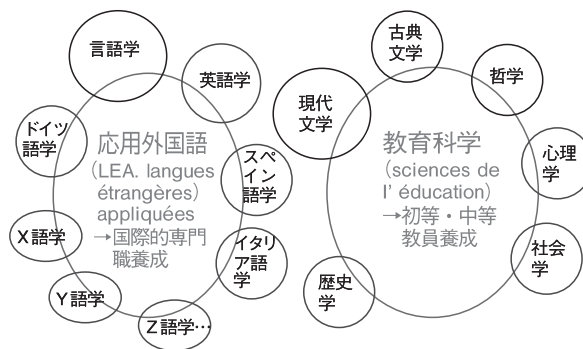 言語学
英語学
ドイツ
語学
応用外国語
(LEA. langues
étrangères)
appliquées
→国際的専門
職養成
スペ
イン
語学
X語学
イタリ
ア語
学
Y語学
Z語学…
古典
文学
哲学
現代
文学
教育科学
(sciences de
l’éducation)
→初等・中等
教員養成
心理
学
社会
学
歴史
学